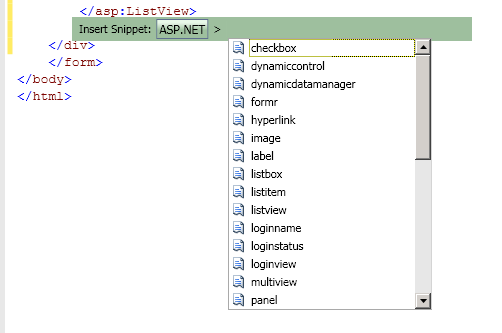 </asp:ListView>
Insert Snippet: ASP.NET >
</div>
</form>
</body>
</html>
checkbox
dynamiccontrol
dynamicdatamanager
formr
hyperlink
image
label
listbox
listitem
listview
loginname
loginstatus
loginview
multiview
panel